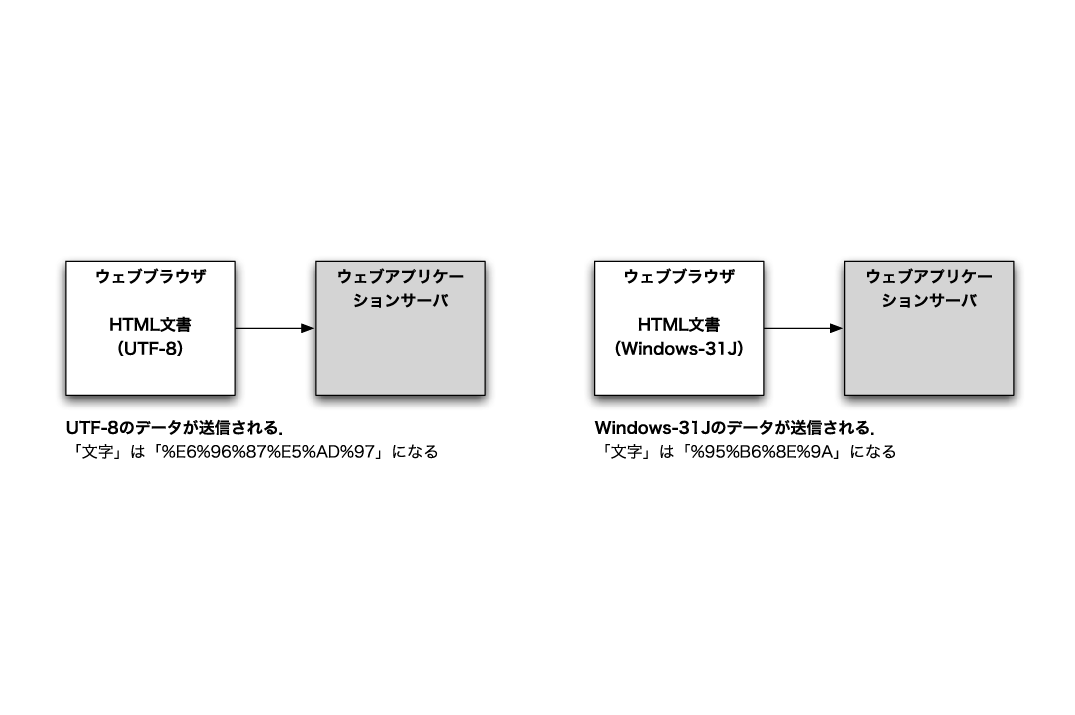 ウェブブラウザ
HTML文書
（UTF-8）
ウェブアプリケー
ションサーバ
UTF-8のデータが送信される．
「文字」は「%E6%96%87%E5%AD%97」になる
ウェブブラウザ
HTML文書
（Windows-31J）
ウェブアプリケー
ションサーバ
Windows-31Jのデータが送信される．
「文字」は「%95%B6%8E%9A」になる